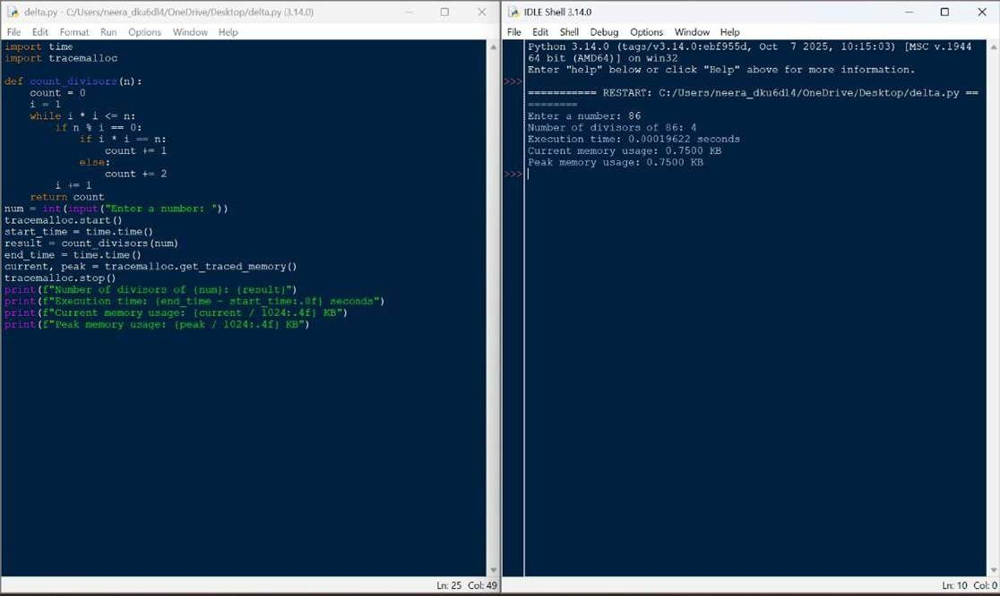 delta.py - C:/Users/neera_dku6dl4/OneDrive/Desktop/delta.py (3.14.0)
File Edit Format Run Options Window Help
import time
import tracemalloc

def count_divisors(n):
    count = 0
    i = 1
    while i * i <= n:
        if n % i == 0:
            if i * i == n:
                count += 1
            else:
                count += 2
        i += 1
    return count
num = int(input("Enter a number: "))
tracemalloc.start()
start_time = time.time()
result = count_divisors(num)
end_time = time.time()
current, peak = tracemalloc.get_traced_memory()
tracemalloc.stop()
print(f"Number of divisors of {num}: {result}")
print(f"Execution time: {end_time - start_time:.8f} seconds")
print(f"Current memory usage: {current / 1024:.4f} KB")
print(f"Peak memory usage: {peak / 1024:.4f} KB")
Ln: 25 Col: 49
IDLE Shell 3.14.0
File Edit Shell Debug Options Window Help
Python 3.14.0 (tags/v3.14.0:ebf955d, Oct  7 2025, 10:15:03) [MSC v.1944
64 bit (AMD64)] on win32
Enter "help" below or click "Help" above for more information.
>>>
=========== RESTART: C:/Users/neera_dku6dl4/OneDrive/Desktop/delta.py ==
========
Enter a number: 86
Number of divisors of 86: 4
Execution time: 0.00019622 seconds
Current memory usage: 0.7500 KB
Peak memory usage: 0.7500 KB
>>>
Ln: 10 Col: 0